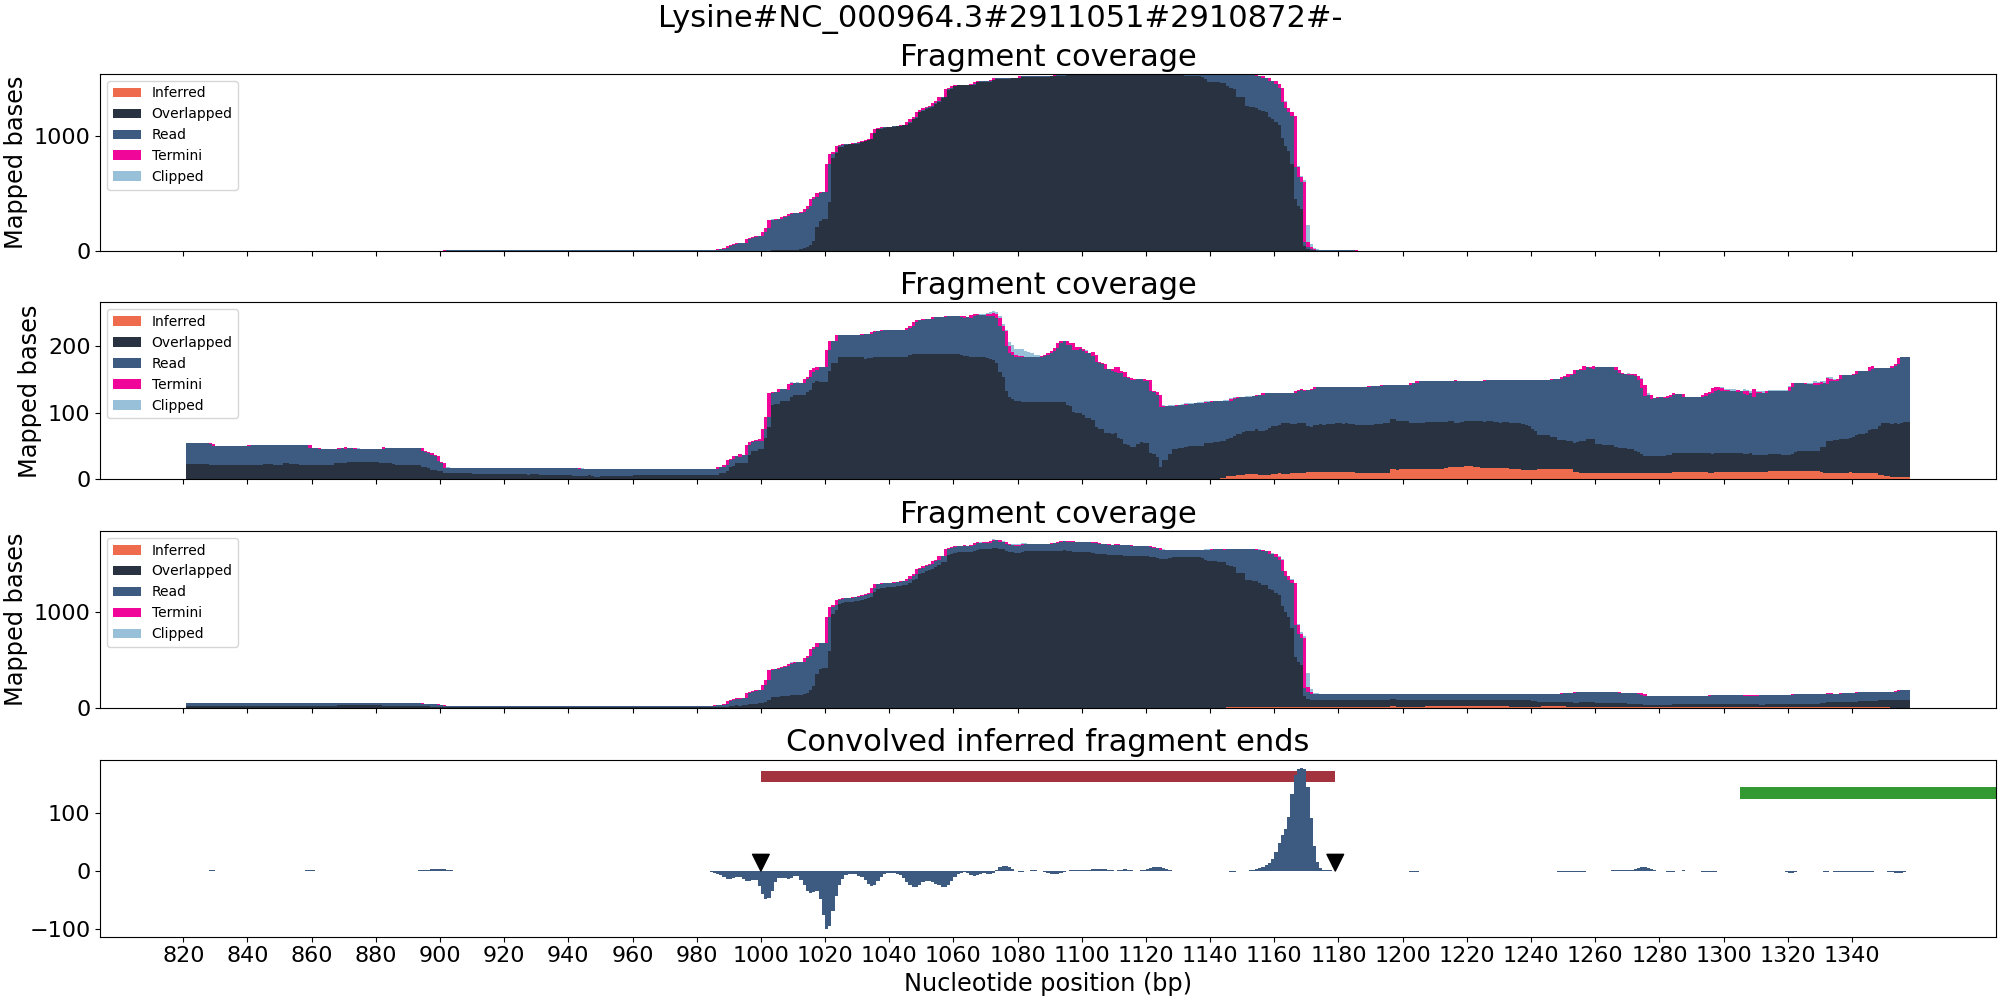 Lysine#NC_000964.3#2911051#2910872#-
Fragment coverage
Mapped bases
1000
0
Inferred
Overlapped
Read
Termini
Clipped
Fragment coverage
Mapped bases
200
100
0
Inferred
Overlapped
Read
Termini
Clipped
Fragment coverage
Mapped bases
1000
0
Inferred
Overlapped
Read
Termini
Clipped
Convolved inferred fragment ends
100
0
−100
820 840 860 880 900 920 940 960 980 1000 1020 1040 1060 1080 1100 1120 1140 1160 1180 1200 1220 1240 1260 1280 1300 1320 1340
Nucleotide position (bp)